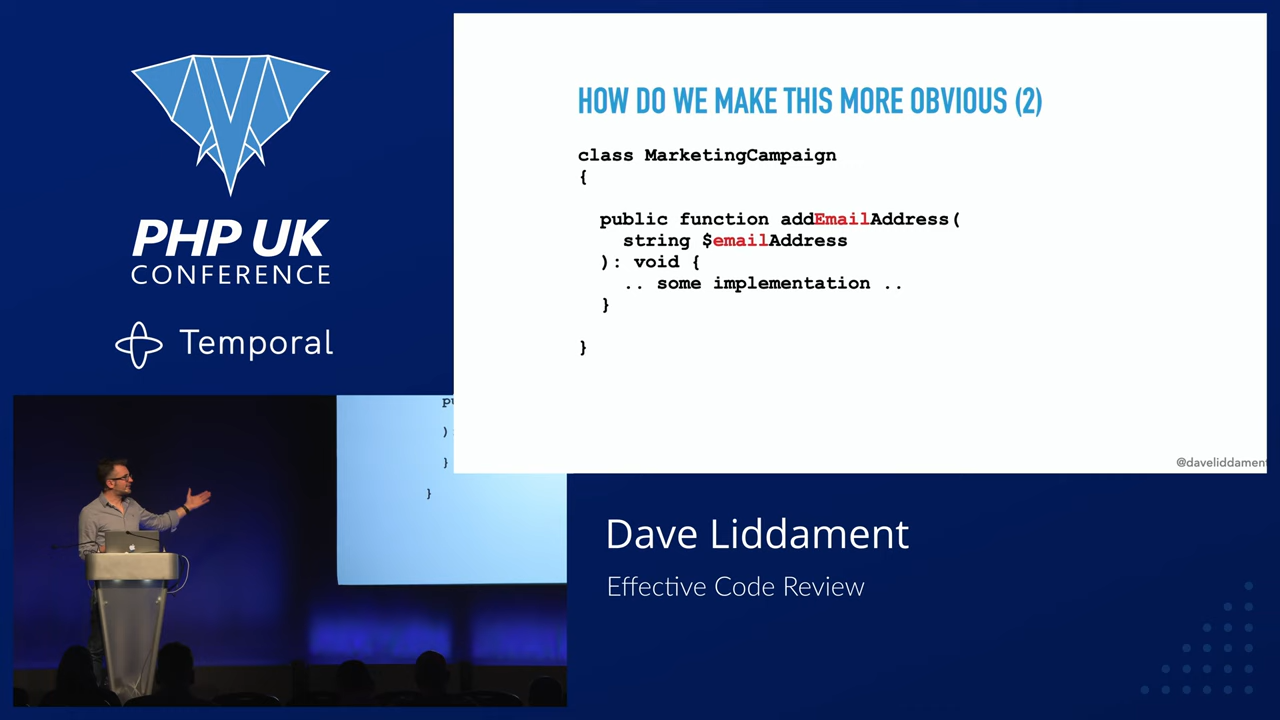 PHP UK
CONFERENCE
Temporal
HOW DO WE MAKE THIS MORE OBVIOUS (2)
class MarketingCampaign
{
public function addEmailAddress(
string $emailAddress
): void {
.. some implementation ..
}
}
@daveliddament
pu
)
}
}
Dave Liddament
Effective Code Review